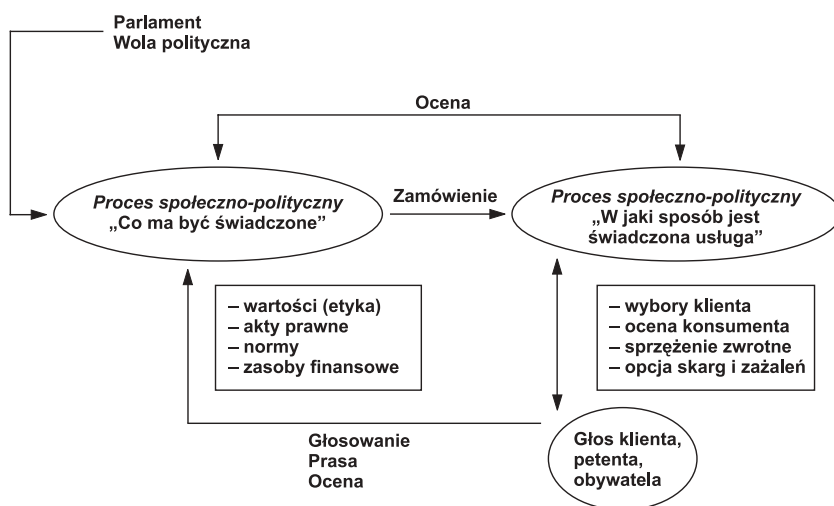 Parlament
Wola polityczna
Ocena
Proces społeczno-polityczny
„Co ma być świadczone”
Zamówienie
Proces społeczno-polityczny
„W jaki sposób jest
świadczona usługa”
– wartości (etyka)
– akty prawne
– normy
– zasoby finansowe
– wybory klienta
– ocena konsumenta
– sprzężenie zwrotne
– opcja skarg i zażaleń
Głosowanie
Prasa
Ocena
Głos klienta,
petenta,
obywatela